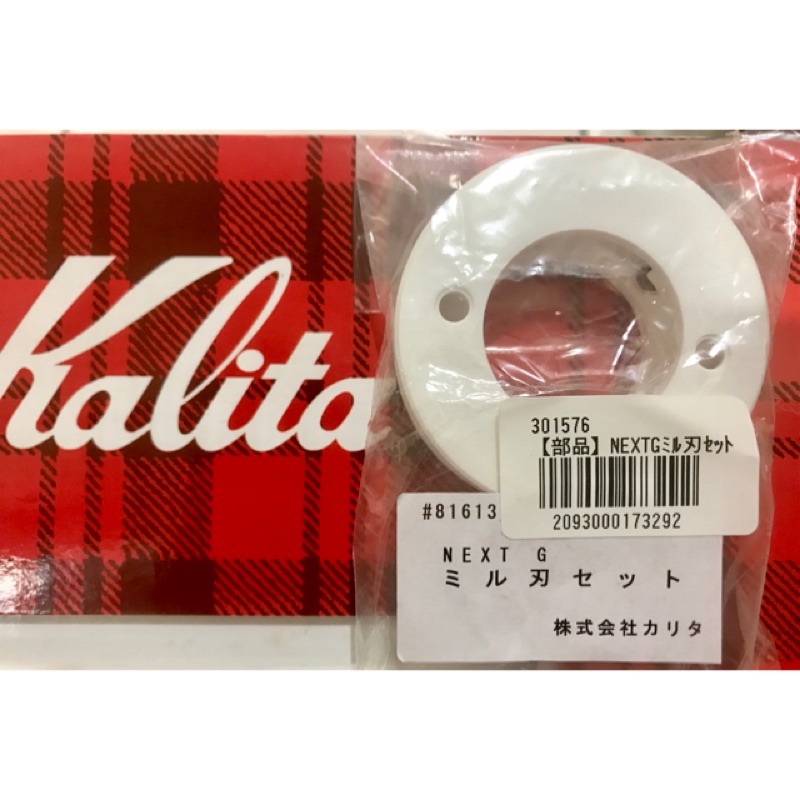 Kalita
301576
【部品】NEXTGﾐﾙ刃ｾｯﾄ
2093000173292
#81613
NEXT G
ミル刃セット
株式会社カリタ